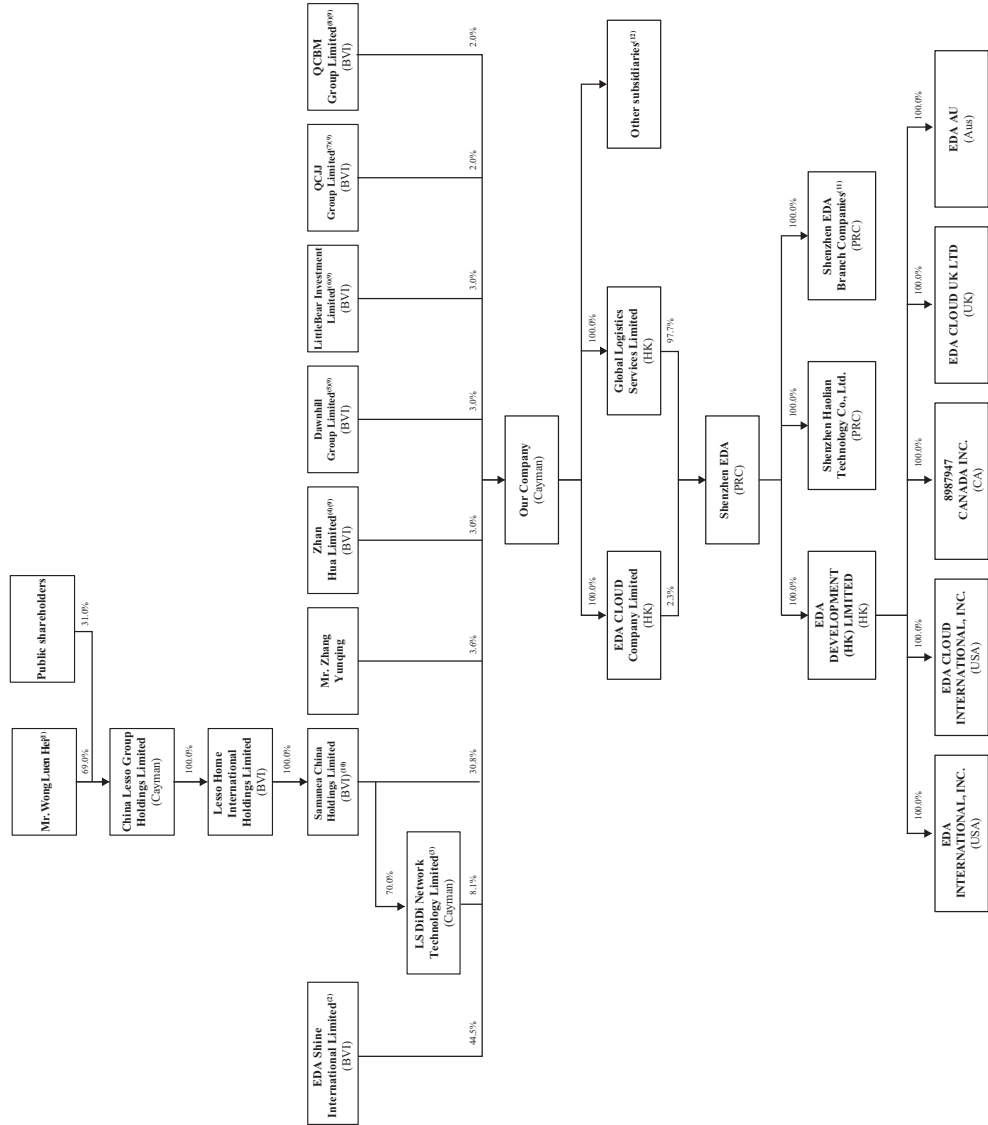 Mr. Wong Luen Hei(1)
Public shareholders
69.0%
31.0%
China Lesso Group
Holdings Limited
(Cayman)
100.0%
Lesso Home
International
Holdings Limited
(BVI)
100.0%
EDA Shine
International Limited(2)
(BVI)
Samanea China
Holdings Limited
(BVI)(10)
Mr. Zhang
Yunqing
Zhan
Hua Limited(4)(9)
(BVI)
Dawnhill
Group Limited(5)(9)
(BVI)
LittleBear Investment
Limited(6)(9)
(BVI)
QCJJ
Group Limited(7)(9)
(BVI)
QCBM
Group Limited(8)(9)
(BVI)
70.0%
LS DiDi Network
Technology Limited(3)
(Cayman)
44.5%
8.1%
30.8%
3.6%
3.0%
3.0%
3.0%
2.0%
2.0%
Our Company
(Cayman)
100.0%
100.0%
EDA CLOUD
Company Limited
(HK)
Global Logistics
Services Limited
(HK)
Other subsidiaries(12)
2.3%
97.7%
Shenzhen EDA
(PRC)
100.0%
100.0%
100.0%
EDA
DEVELOPMENT
(HK) LIMITED
(HK)
Shenzhen Haolian
Technology Co., Ltd.
(PRC)
Shenzhen EDA
Branch Companies(11)
(PRC)
100.0%
100.0%
100.0%
100.0%
100.0%
EDA
INTERNATIONAL, INC.
(USA)
EDA CLOUD
INTERNATIONAL, INC.
(USA)
8987947
CANADA INC.
(CA)
EDA CLOUD UK LTD
(UK)
EDA AU
(Aus)